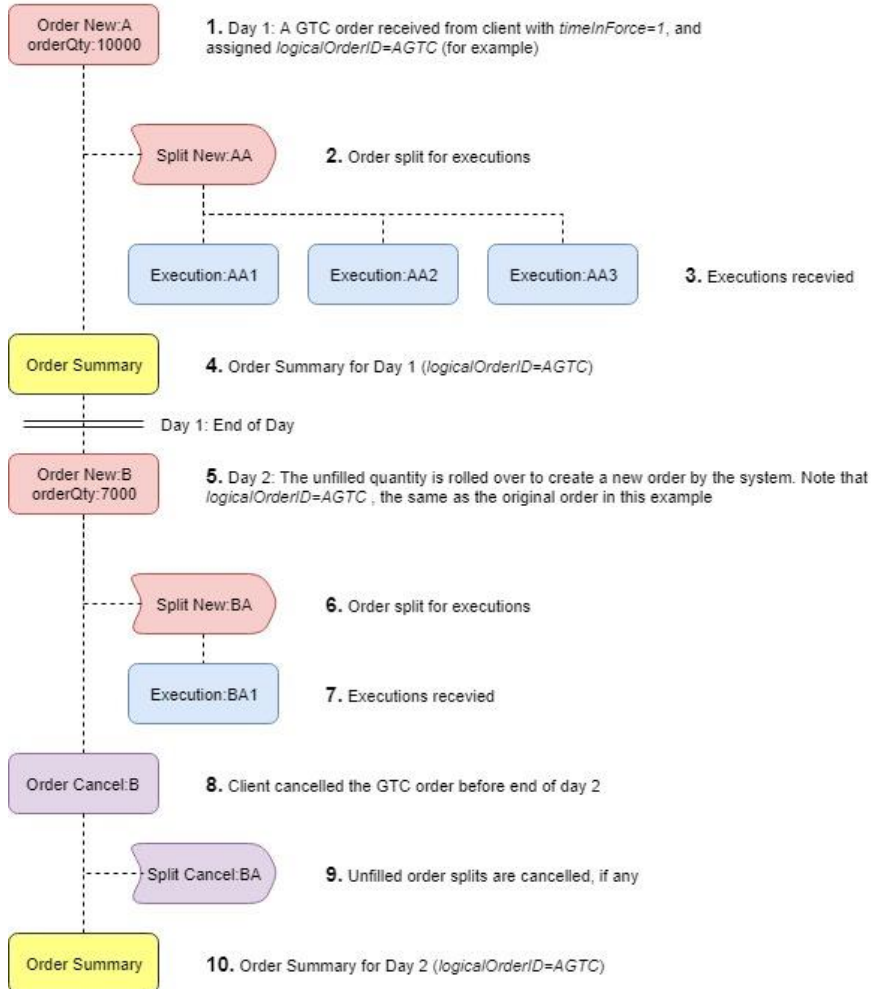 Order New:A
orderQty:10000
1. Day 1: A GTC order received from client with timeInForce=1, and
assigned logicalOrderID=AGTC (for example)
Split New:AA
2. Order split for executions
Execution:AA1
Execution:AA2
Execution:AA3
3. Executions recevied
Order Summary
4. Order Summary for Day 1 (logicalOrderID=AGTC)
Day 1: End of Day
Order New:B
orderQty:7000
5. Day 2: The unfilled quantity is rolled over to create a new order by the system. Note that
logicalOrderID=AGTC , the same as the original order in this example
Split New:BA
6. Order split for executions
Execution:BA1
7. Executions recevied
Order Cancel:B
8. Client cancelled the GTC order before end of day 2
Split Cancel:BA
9. Unfilled order splits are cancelled, if any
Order Summary
10. Order Summary for Day 2 (logicalOrderID=AGTC)